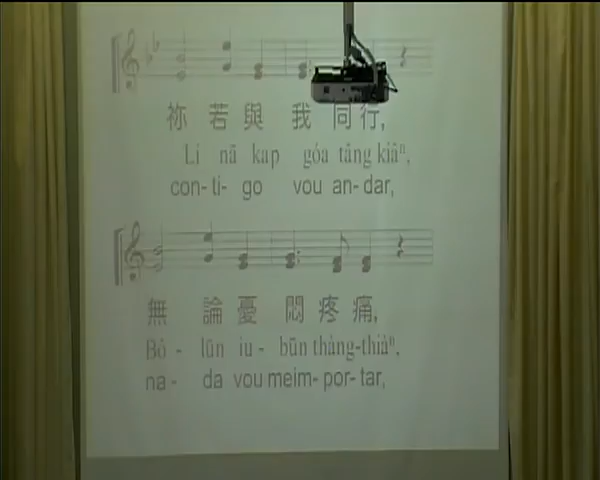 祢 若 與 我 同 行,
Lí nā kap góa tâng kiâⁿ,
con- ti- go vou an- dar,
無 論 憂 悶 疼 痛,
Bô - lūn iu - būn thàng-thiàⁿ,
na - da vou meim- por- tar,